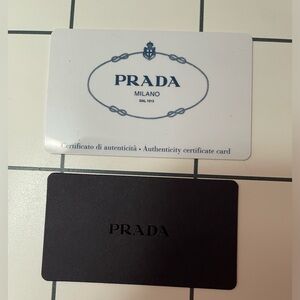 PRADA
MILANO
DAL 1913
Certificato di autenticità • Authenticity certificate card
PRADA